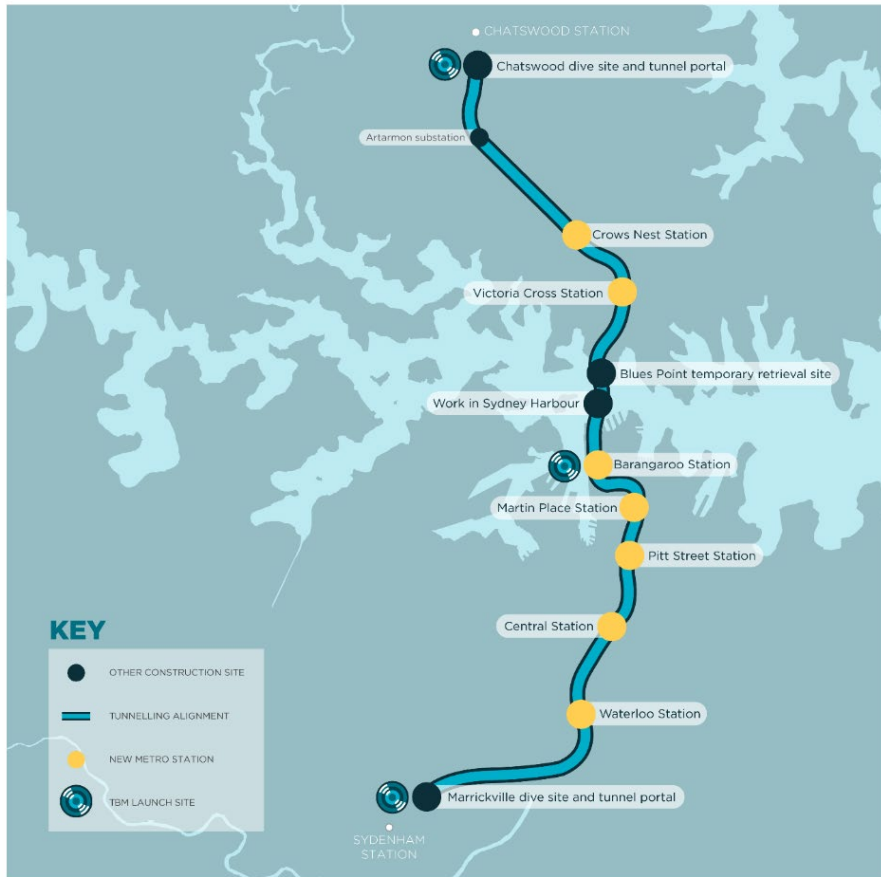 CHATSWOOD STATION
Chatswood dive site and tunnel portal
Artarmon substation
Crows Nest Station
Victoria Cross Station
Blues Point temporary retrieval site
Work in Sydney Harbour
Barangaroo Station
Martin Place Station
Pitt Street Station
Central Station
Waterloo Station
Marrickville dive site and tunnel portal
SYDENHAM
STATION
KEY
OTHER CONSTRUCTION SITE
TUNNELLING ALIGNMENT
NEW METRO STATION
TBM LAUNCH SITE